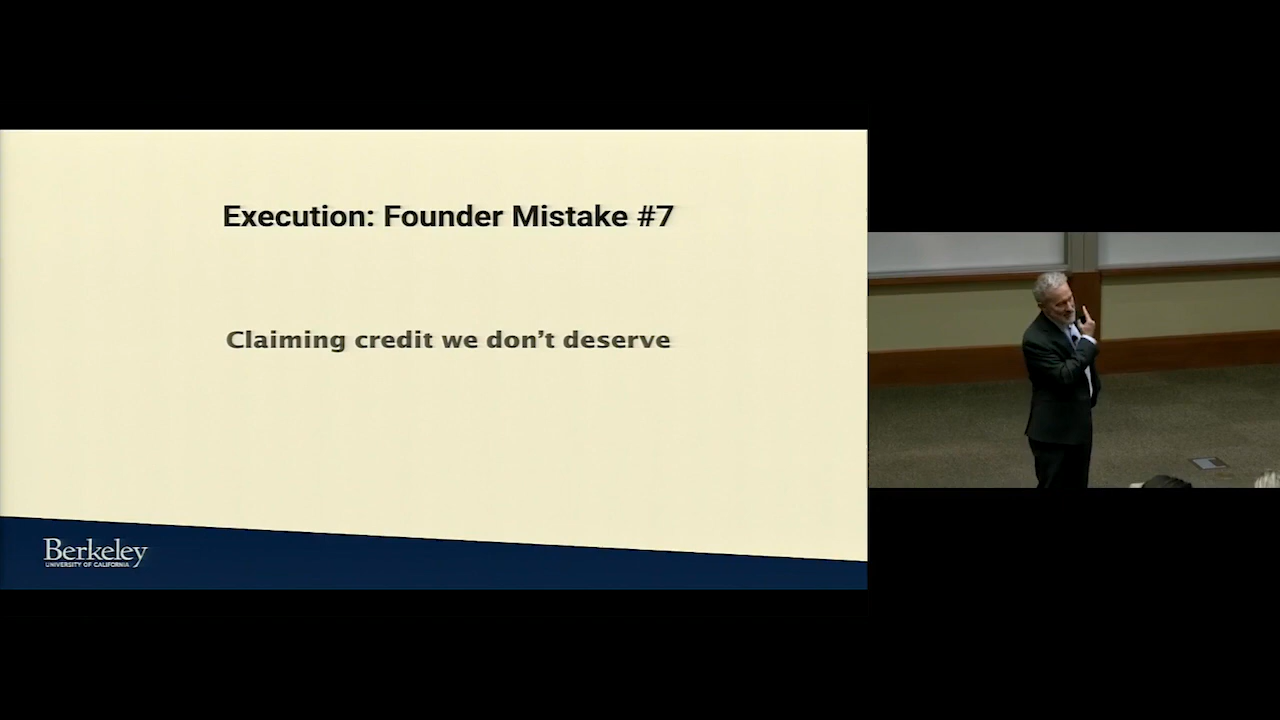 Execution: Founder Mistake #7
Claiming credit we don’t deserve
Berkeley
UNIVERSITY OF CALIFORNIA